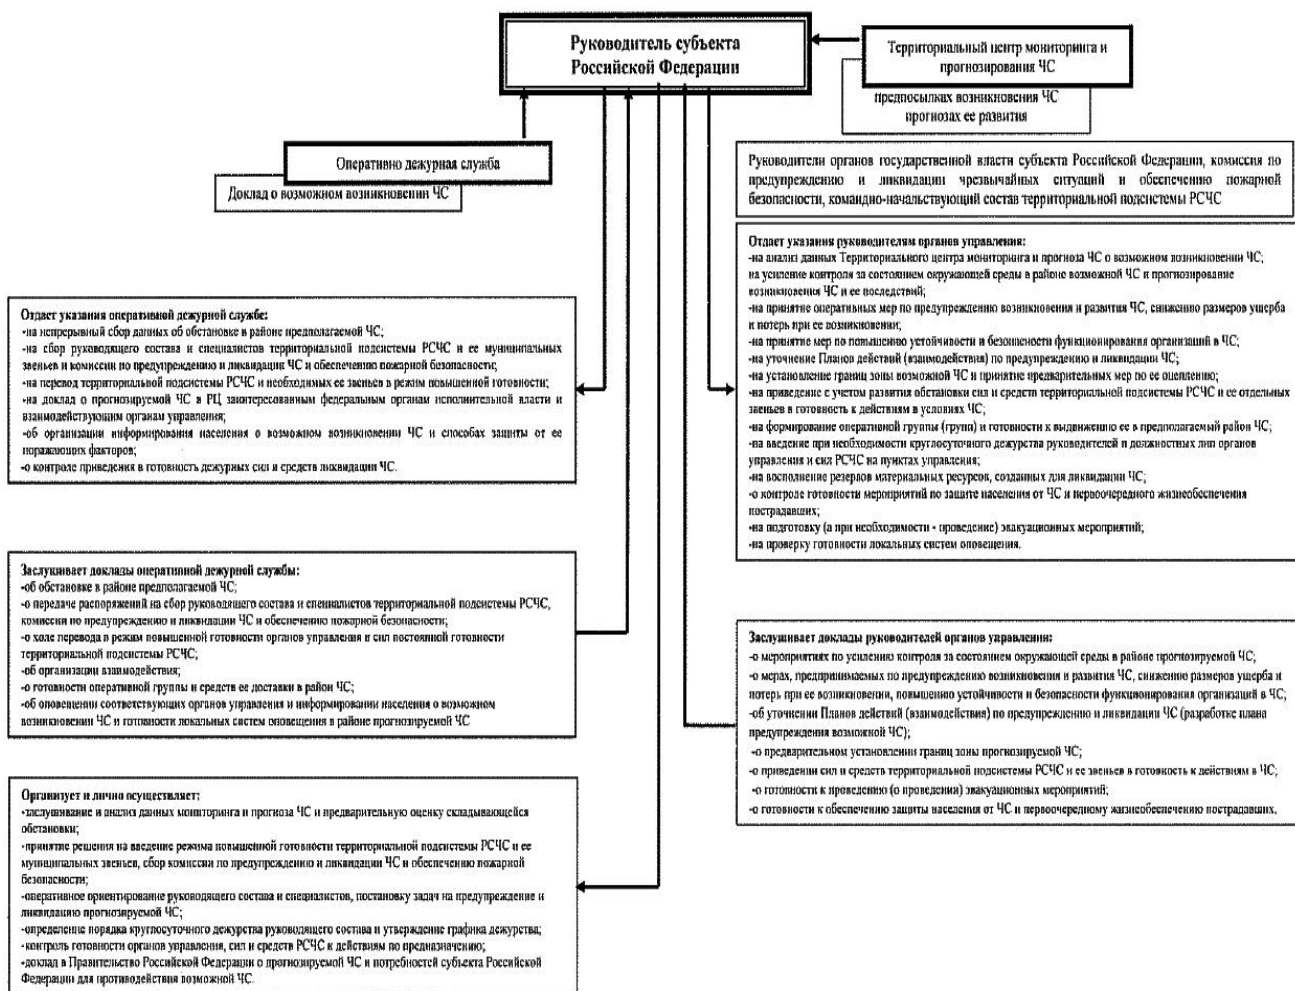 Руководитель субъекта
Российской Федерации
Территориальный центр мониторинга и
прогнозирования ЧС
предпосылках возникновения ЧС
прогнозах ее развития
Оперативно дежурная служба
Доклад о возможном возникновении ЧС
Руководители органов государственной власти субъекта Российской Федерации, комиссия по
предупреждению и ликвидации чрезвычайных ситуаций и обеспечению пожарной
безопасности, командно-начальствующий состав территориальной подсистемы РСЧС
Отдает указания руководителям органов управления:
-на анализ данных Территориального центра мониторинга и прогноза ЧС о возможном возникновении ЧС;
на усиление контроля за состоянием окружающей среды в районе возможной ЧС и прогнозирование
возникновения ЧС и ее последствий;
-на принятие оперативных мер по предупреждению возникновения и развития ЧС, снижению размеров ущерба
и потерь при ее возникновении;
-на принятие мер по повышению устойчивости и безопасности функционирования организаций в ЧС;
-на уточнение Планов действий (взаимодействия) по предупреждению и ликвидации ЧС;
-на установление границ зоны возможной ЧС и принятие предварительных мер по ее оцеплению;
-на приведение с учетом развития обстановки сил и средств территориальной подсистемы РСЧС и ее отдельных
звеньев в готовность к действиям в условиях ЧС;
-на формирование оперативной группы (групп) и готовности к выдвижению ее в предполагаемый район ЧС;
-на введение при необходимости круглосуточного дежурства руководителей и должностных лиц органов
управления и сил РСЧС на пунктах управления;
-на восполнение резервов материальных ресурсов, созданных для ликвидации ЧС;
-о контроле готовности мероприятий по защите населения от ЧС и первоочередного жизнеобеспечения
пострадавших;
-на подготовку (а при необходимости - проведение) эвакуационных мероприятий;
-на проверку готовности локальных систем оповещения.
Отдает указания оперативной дежурной службе:
-на непрерывный сбор данных об обстановке в районе предполагаемой ЧС;
-на сбор руководящего состава и специалистов территориальной подсистемы РСЧС и ее муниципальных
звеньев и комиссии по предупреждению и ликвидации ЧС и обеспечению пожарной безопасности;
-на перевод территориальной подсистемы РСЧС и необходимых ее звеньев в режим повышенной готовности;
-на доклад о прогнозируемой ЧС в РЦ заинтересованным федеральным органам исполнительной власти и
взаимодействующим органам управления;
-об организации информирования населения о возможном возникновении ЧС и способах защиты от ее
поражающих факторов;
-о контроле приведения в готовность дежурных сил и средств ликвидации ЧС.
Заслушивает доклады оперативной дежурной службы:
-об обстановке в районе предполагаемой ЧС;
-о передаче распоряжений на сбор руководящего состава и специалистов территориальной подсистемы РСЧС,
комиссии по предупреждению и ликвидации ЧС и обеспечению пожарной безопасности;
-о ходе перевода в режим повышенной готовности органов управления и сил постоянной готовности
территориальной подсистемы РСЧС;
-об организации взаимодействия;
-о готовности оперативной группы и средств ее доставки в район ЧС;
-об оповещении соответствующих органов управления и информировании населения о возможном
возникновении ЧС и готовности локальных систем оповещения в районе прогнозируемой ЧС
Заслушивает доклады руководителей органов управления:
-о мероприятиях по усилению контроля за состоянием окружающей среды в районе прогнозируемой ЧС;
-о мерах, предпринимаемых по предупреждению возникновения и развития ЧС, снижению размеров ущерба и
потерь при ее возникновении, повышению устойчивости и безопасности функционирования организаций в ЧС;
-об уточнении Планов действий (взаимодействия) по предупреждению и ликвидации ЧС (разработке плана
предупреждения возможной ЧС);
-о предварительном установлении границ зоны прогнозируемой ЧС;
-о приведении сил и средств территориальной подсистемы РСЧС и ее звеньев в готовность к действиям в ЧС;
-о готовности к проведению (о проведении) эвакуационных мероприятий;
-о готовности к обеспечению защиты населения от ЧС и первоочередному жизнеобеспечению пострадавших.
Организует и лично осуществляет:
-заслушивание и анализ данных мониторинга и прогноза ЧС и предварительную оценку складывающейся
обстановки;
-принятие решения на введение режима повышенной готовности территориальной подсистемы РСЧС и ее
муниципальных звеньев, сбор комиссии по предупреждению и ликвидации ЧС и обеспечению пожарной
безопасности;
-оперативное ориентирование руководящего состава и специалистов, постановку задач на предупреждение и
ликвидацию прогнозируемой ЧС;
-определение порядка круглосуточного дежурства руководящего состава и утверждение графика дежурства;
-контроль готовности органов управления, сил и средств РСЧС к действиям по предназначению;
-доклад в Правительство Российской Федерации о прогнозируемой ЧС и потребностей субъекта Российской
Федерации для противодействия возможной ЧС.